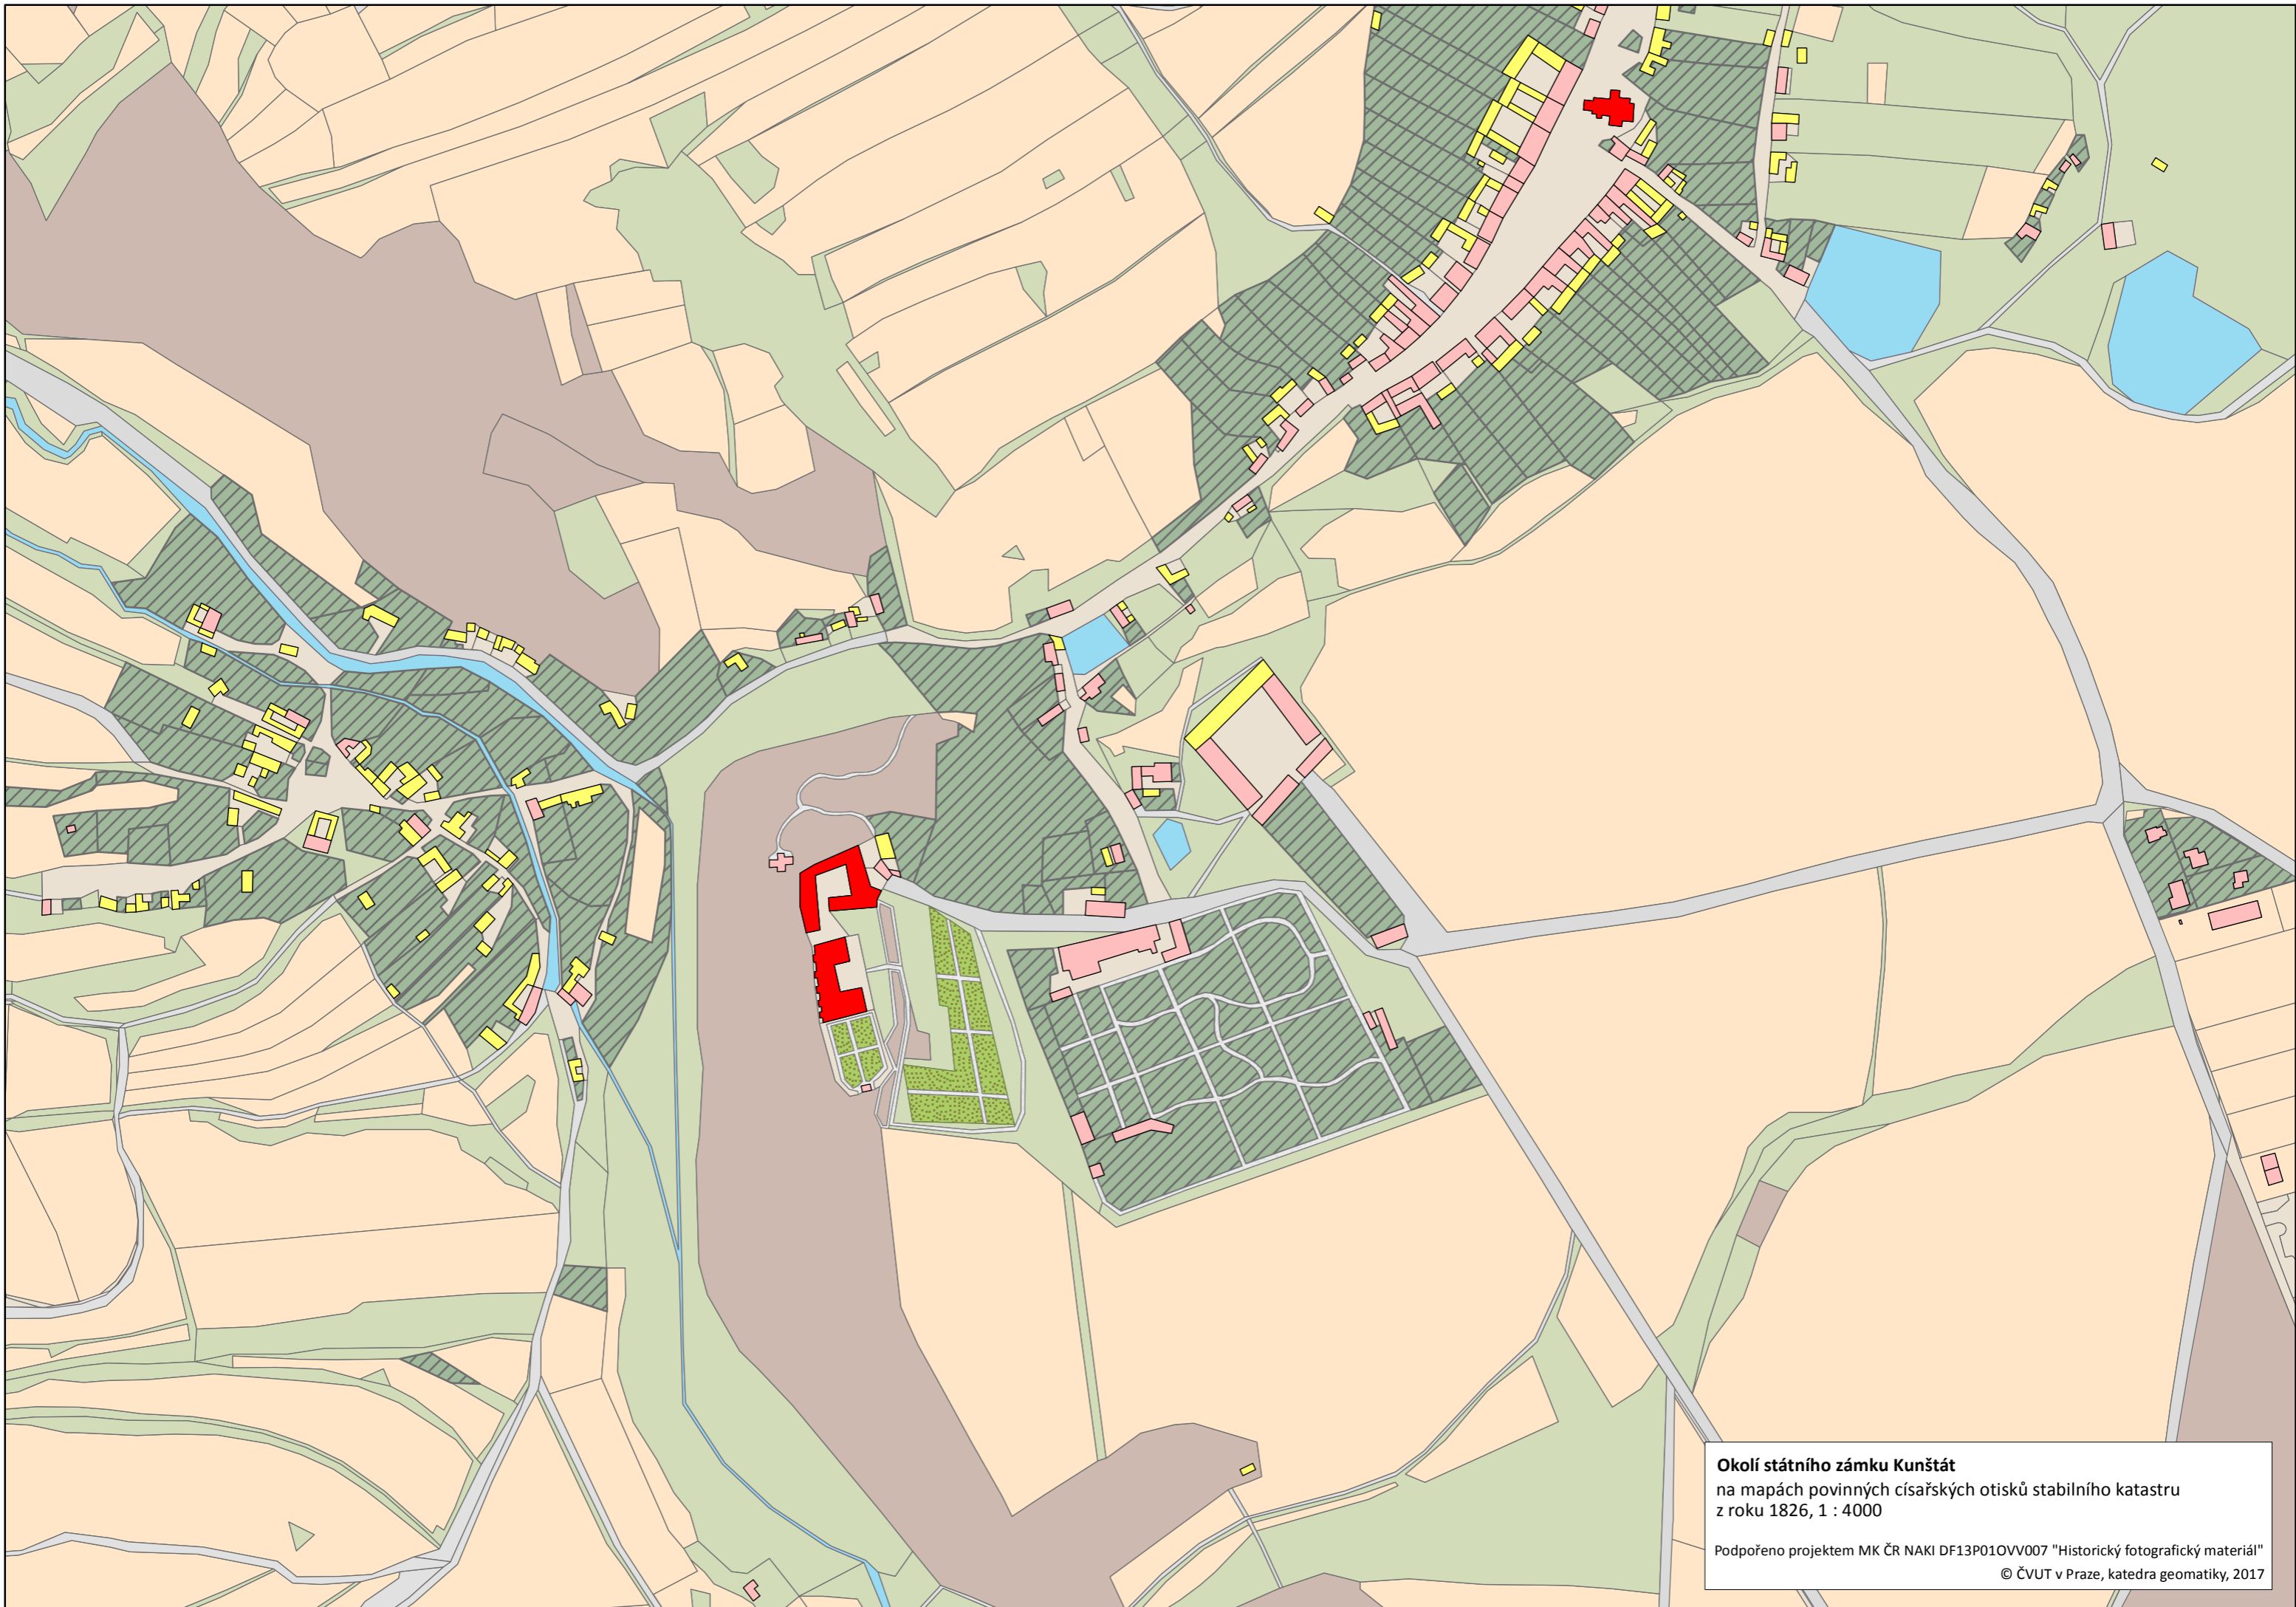 Okolí státního zámku Kunštát
na mapách povinných císařských otisků stabilního katastru
z roku 1826, 1 : 4000
Podpořeno projektem MK ČR NAKI DF13P01OVV007 "Historický fotografický materiál"
© ČVUT v Praze, katedra geomatiky, 2017